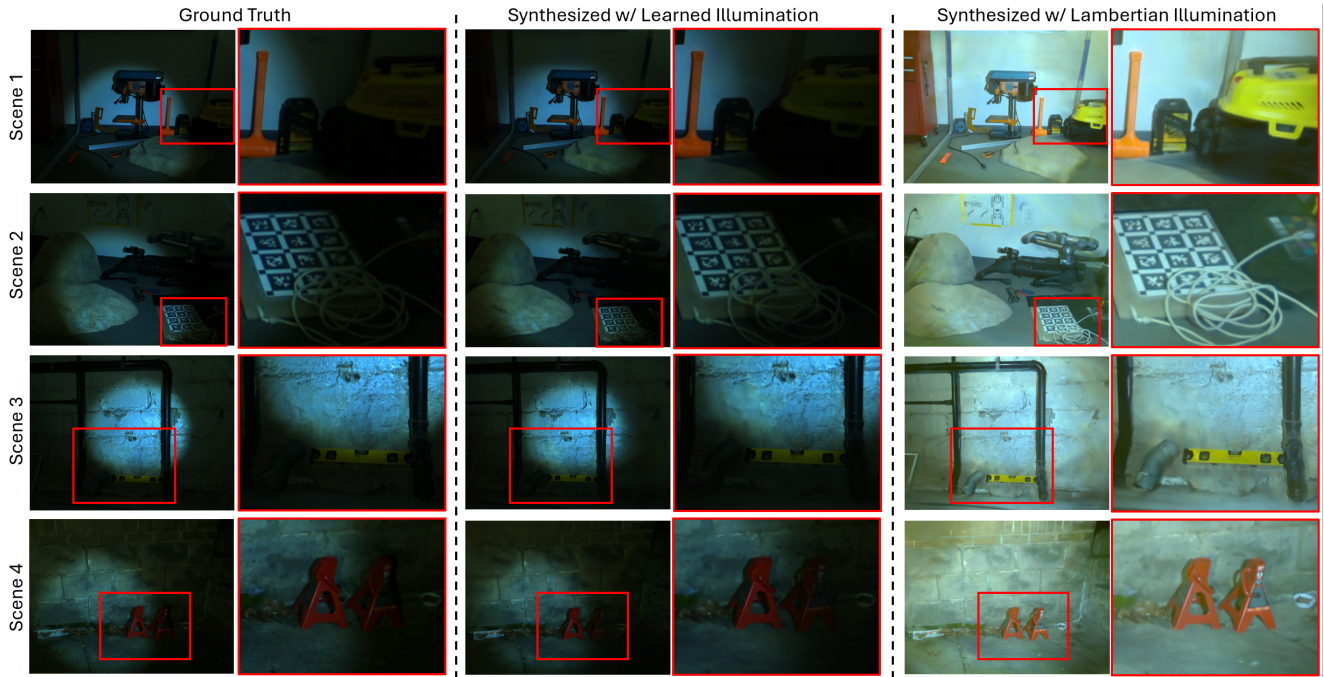 Ground Truth
Synthesized w/ Learned Illumination
Synthesized w/ Lambertian Illumination
Scene 1
Scene 2
Scene 3
Scene 4